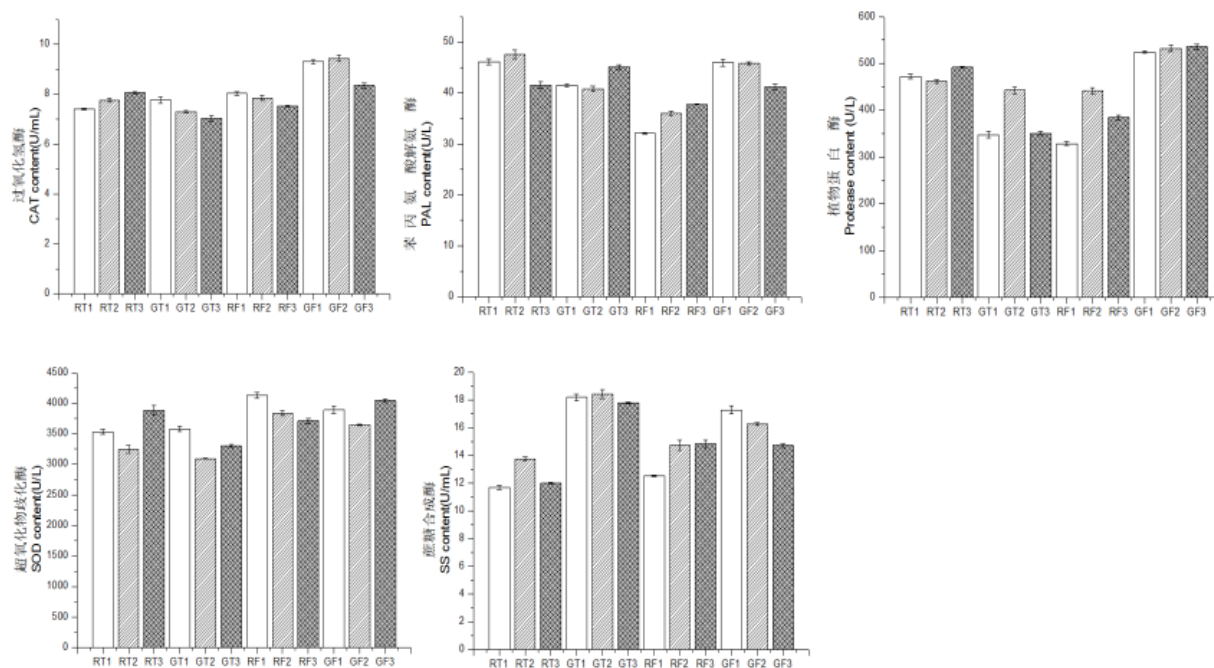 过氧化氢酶
CAT content(U/mL)
10
8
6
4
2
0
RT1 RT2 RT3 GT1 GT2 GT3 RF1 RF2 RF3 GF1 GF2 GF3
苯 丙 氨 酸解氨 酶
PAL content(U/L)
50
40
30
20
10
0
RT1 RT2 RT3 GT1 GT2 GT3 RF1 RF2 RF3 GF1 GF2 GF3
植物蛋 白 酶
Protease content (U/L)
600
500
400
300
200
100
0
RT1 RT2 RT3 GT1 GT2 GT3 RF1 RF2 RF3 GF1 GF2 GF3
超氧化物歧化酶
SOD content(U/L)
4500
4000
3500
3000
2500
2000
1500
1000
500
0
RT1 RT2 RT3 GT1 GT2 GT3 RF1 RF2 RF3 GF1 GF2 GF3
蔗糖合成酶
SS content(U/mL)
20
18
16
14
12
10
8
6
4
2
0
RT1 RT2 RT3 GT1 GT2 GT3 RF1 RF2 RF3 GF1 GF2 GF3